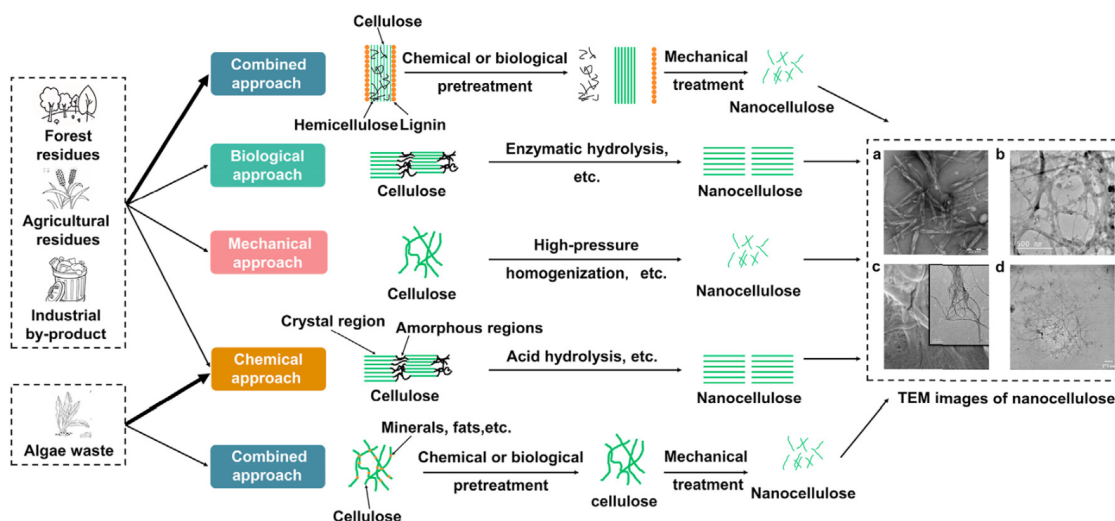 Forest
residues
Agricultural
residues
Industrial
by-product
Algae waste
Combined
approach
Cellulose
Hemicellulose
Lignin
Chemical or biological
pretreatment
Mechanical
treatment
Nanocellulose
Biological
approach
Cellulose
Enzymatic hydrolysis,
etc.
Nanocellulose
Mechanical
approach
Cellulose
High-pressure
homogenization, etc.
Nanocellulose
Chemical
approach
Crystal region
Amorphous regions
Cellulose
Acid hydrolysis, etc.
Nanocellulose
Combined
approach
Minerals, fats,etc.
Cellulose
Chemical or biological
pretreatment
cellulose
Mechanical
treatment
Nanocellulose
a
b
500 nm
c
d
TEM images of nanocellulose